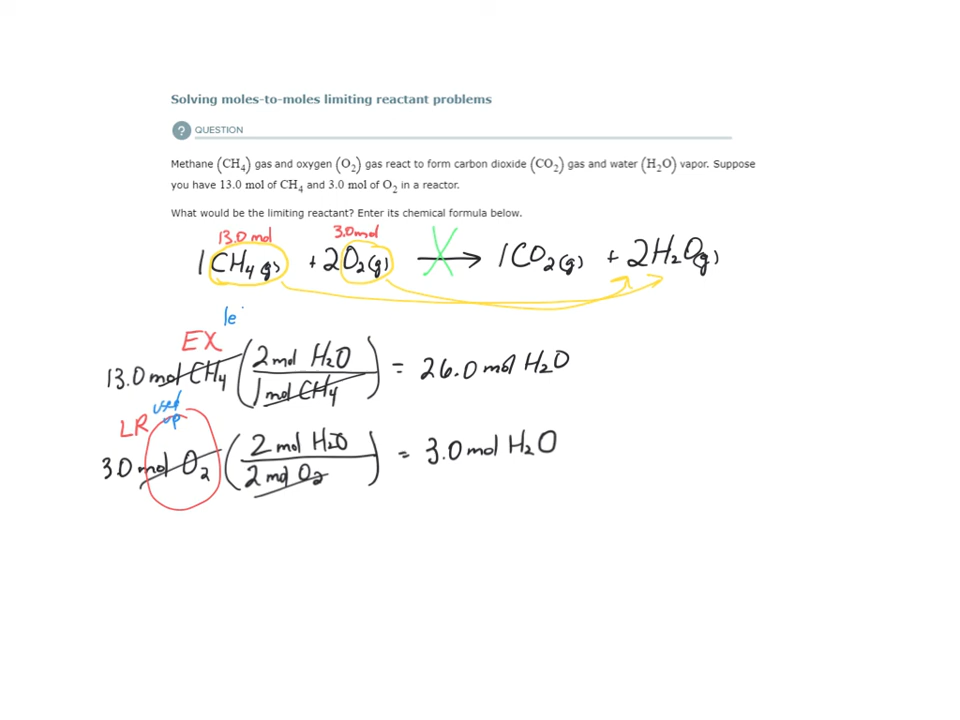 Solving moles-to-moles limiting reactant problems
? QUESTION
Methane (CH₄) gas and oxygen (O₂) gas react to form carbon dioxide (CO₂) gas and water (H₂O) vapor. Suppose
you have 13.0 mol of CH₄ and 3.0 mol of O₂ in a reactor.
What would be the limiting reactant? Enter its chemical formula below.
13.0 mol 3.0 mol
1 CH₄(g) + 2O₂(g) → 1CO₂(g) + 2H₂O(g)
le
EX
13.0 mol CH₄ (2 mol H₂O / 1 mol CH₄) = 26.0 mol H₂O
used
LR up
3.0 mol O₂ (2 mol H₂O / 2 mol O₂) = 3.0 mol H₂O